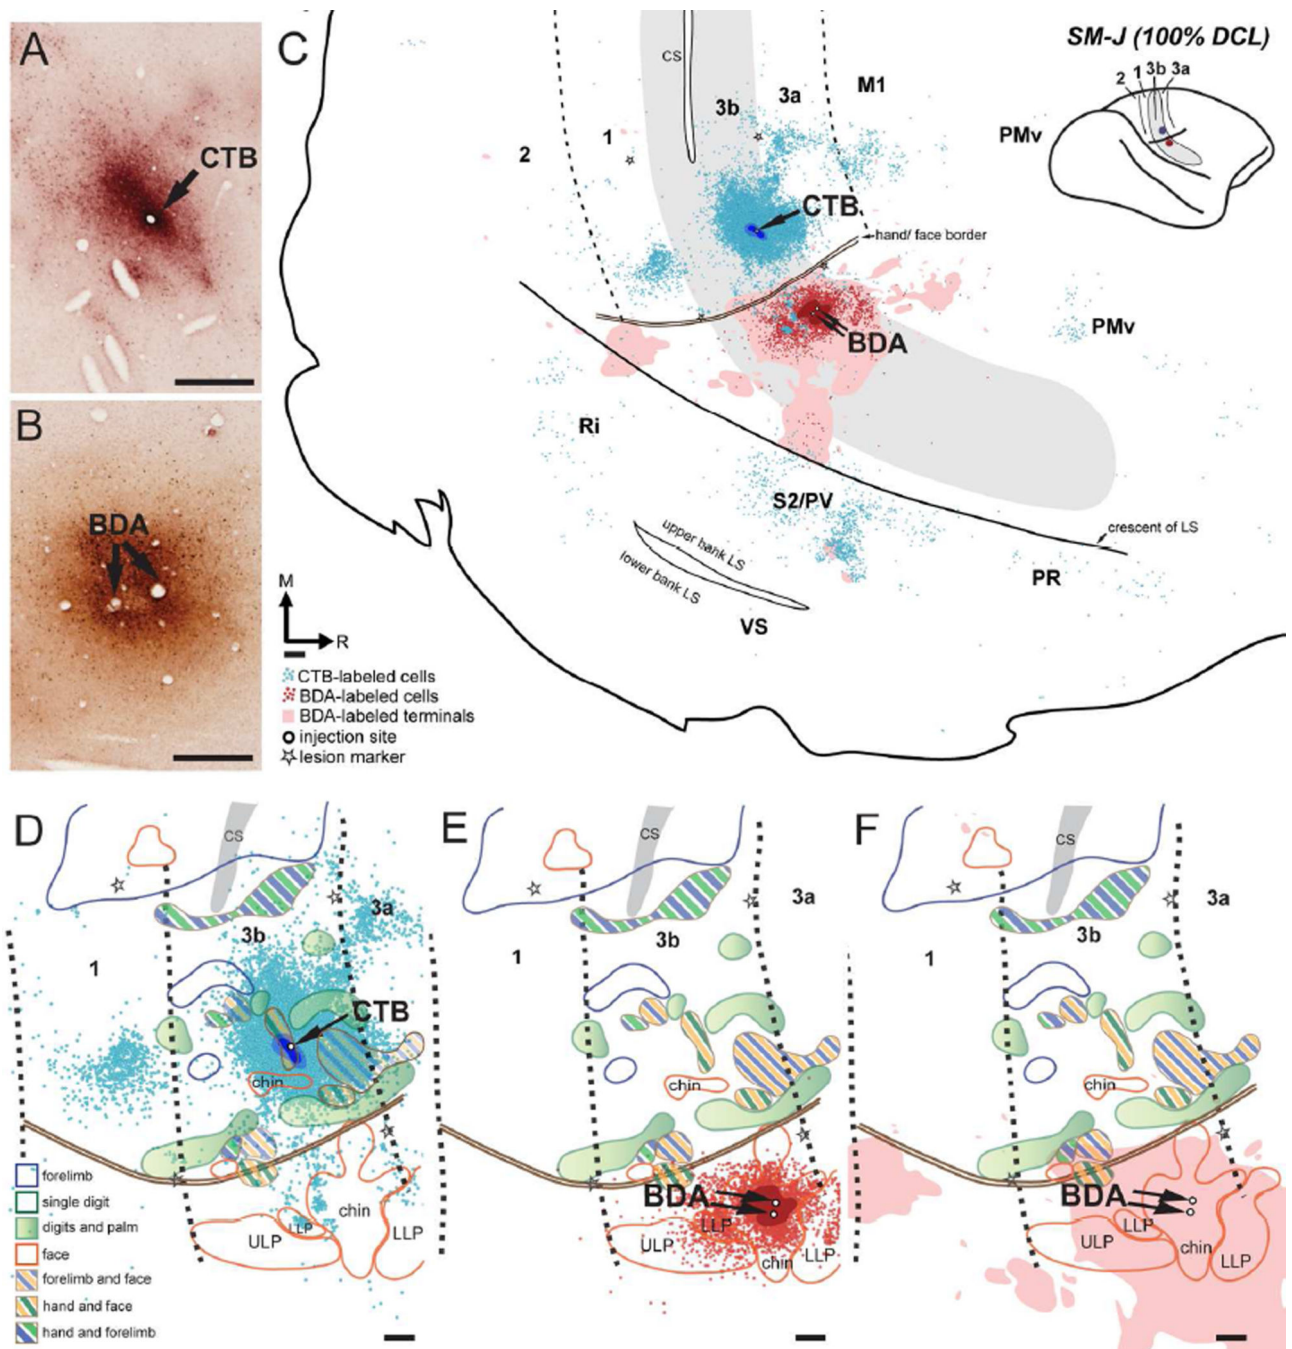 A
CTB
B
BDA
C
SM-J (100% DCL)
2 1 3b 3a
CS
3b
3a
M1
PMv
1
2
CTB
hand/ face border
BDA
PMv
Ri
S2/PV
crescent of LS
upper bank LS
lower bank LS
PR
VS
M
R
CTB-labeled cells
BDA-labeled cells
BDA-labeled terminals
injection site
lesion marker
D
CS
3a
3b
1
CTB
chin
chin
LLP
ULP
LLP
forelimb
single digit
digits and palm
face
forelimb and face
hand and face
hand and forelimb
E
CS
3a
3b
1
chin
BDA
LLP
ULP
chin
LLP
F
CS
3a
3b
1
chin
BDA
LLP
ULP
chin
LLP